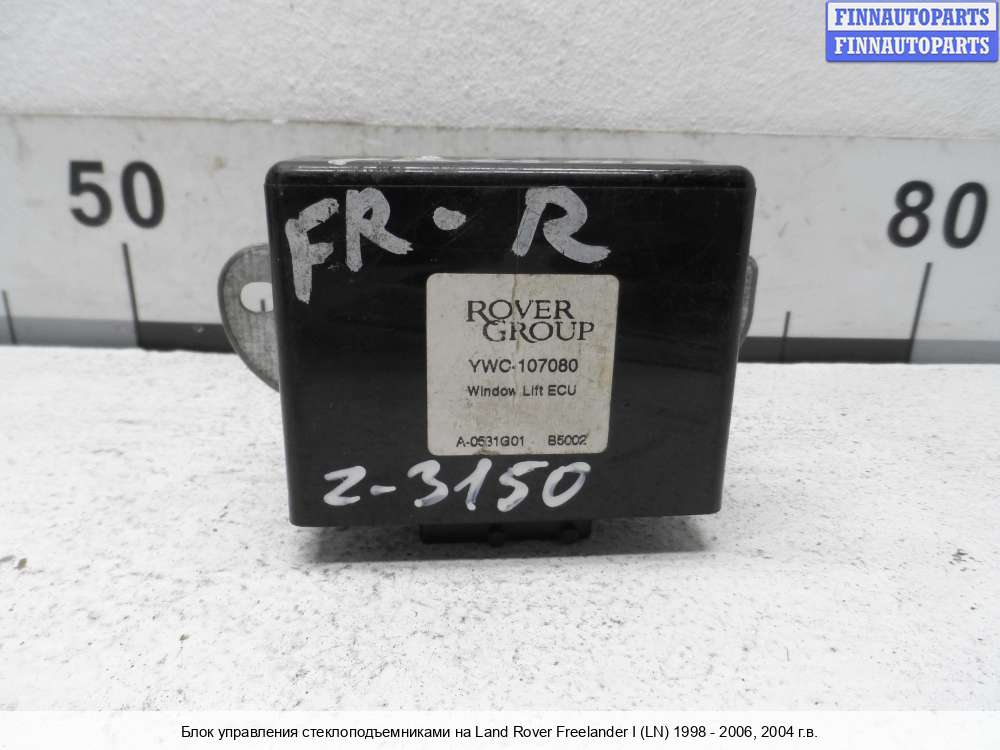 FINNAUTOPARTS
FINNAUTOPARTS
50
80
FR - R
ROVER
GROUP
YWC-107080
Window Lift ECU
A-0531G01 B5002
Z-3150
Блок управления стеклоподъемниками на Land Rover Freelander I (LN) 1998 - 2006, 2004 г.в.